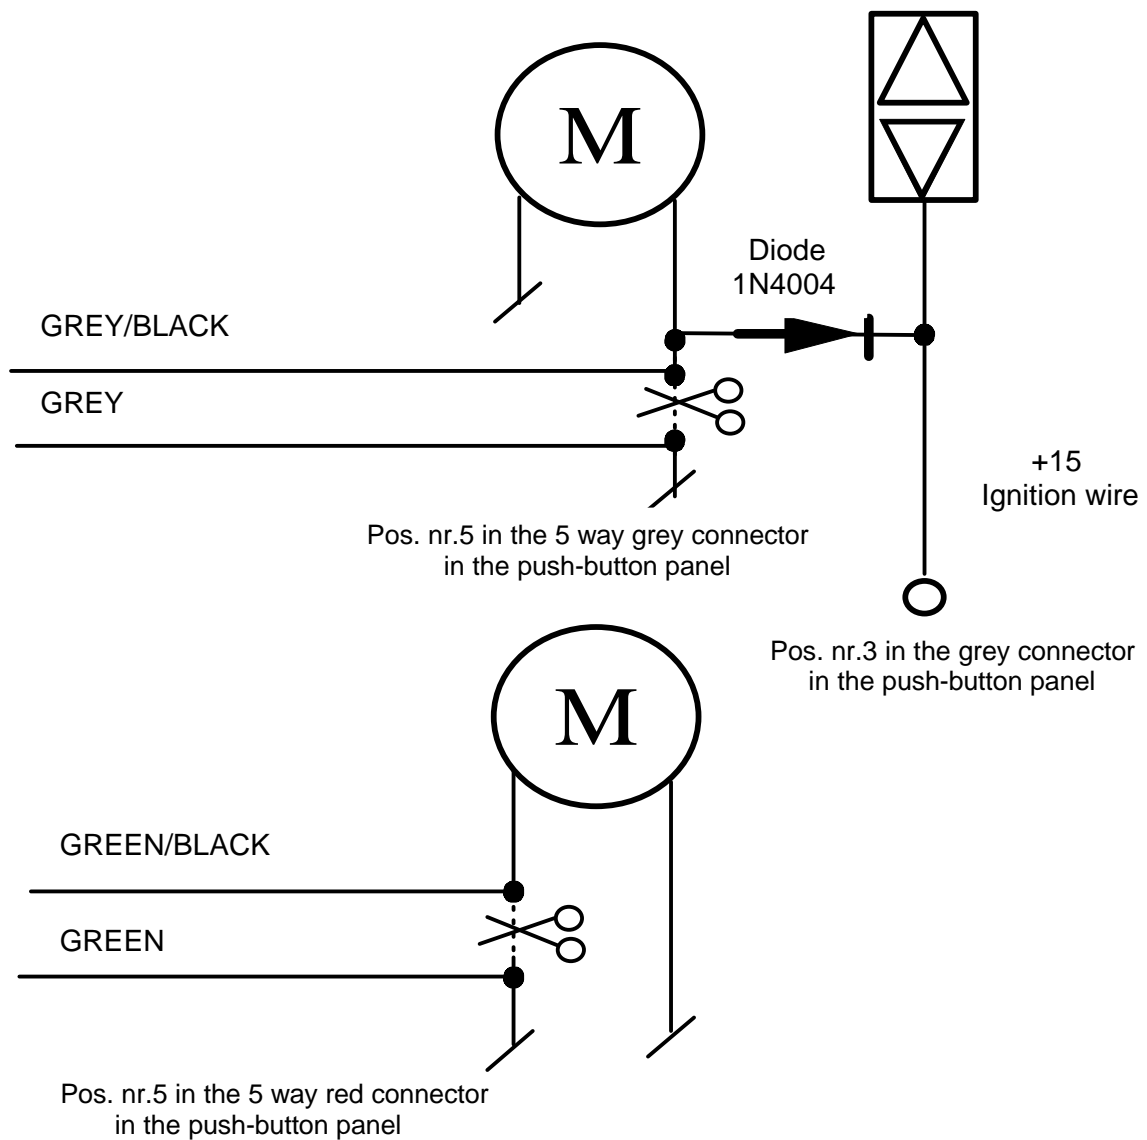 M
Diode
1N4004
GREY/BLACK
GREY
+15
Ignition wire
Pos. nr.5 in the 5 way grey connector
in the push-button panel
Pos. nr.3 in the grey connector
in the push-button panel
M
GREEN/BLACK
GREEN
Pos. nr.5 in the 5 way red connector
in the push-button panel